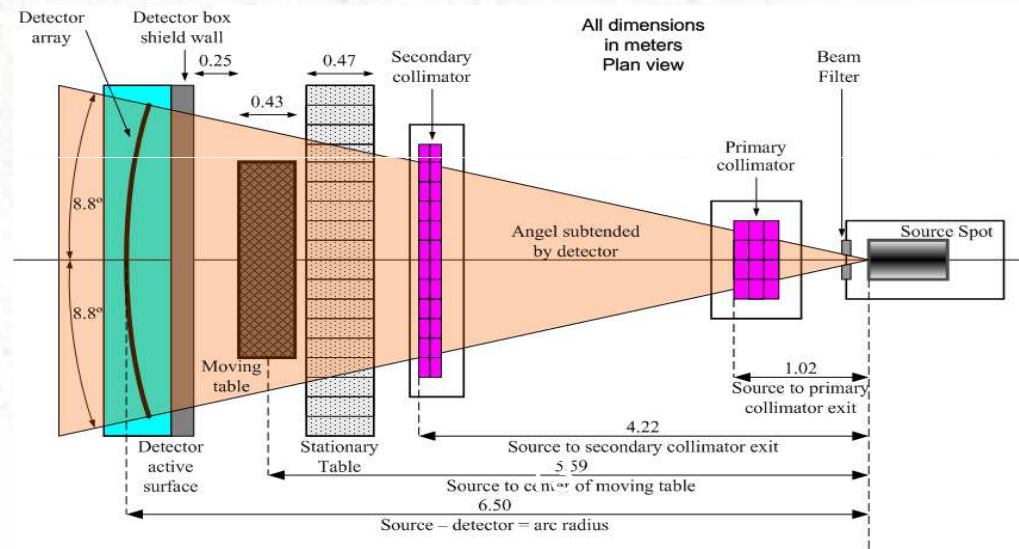 Detector
array
Detector box
shield wall
0.25
0.47
0.43
Secondary
collimator
All dimensions
in meters
Plan view
Beam
Filter
Primary
collimator
8.8º
8.8º
Angel subtended
by detector
Source Spot
Moving
table
Detector
active
surface
Stationary
Table
1.02
Source to primary
collimator exit
4.22
Source to secondary collimator exit
5.59
Source to center of moving table
6.50
Source – detector = arc radius